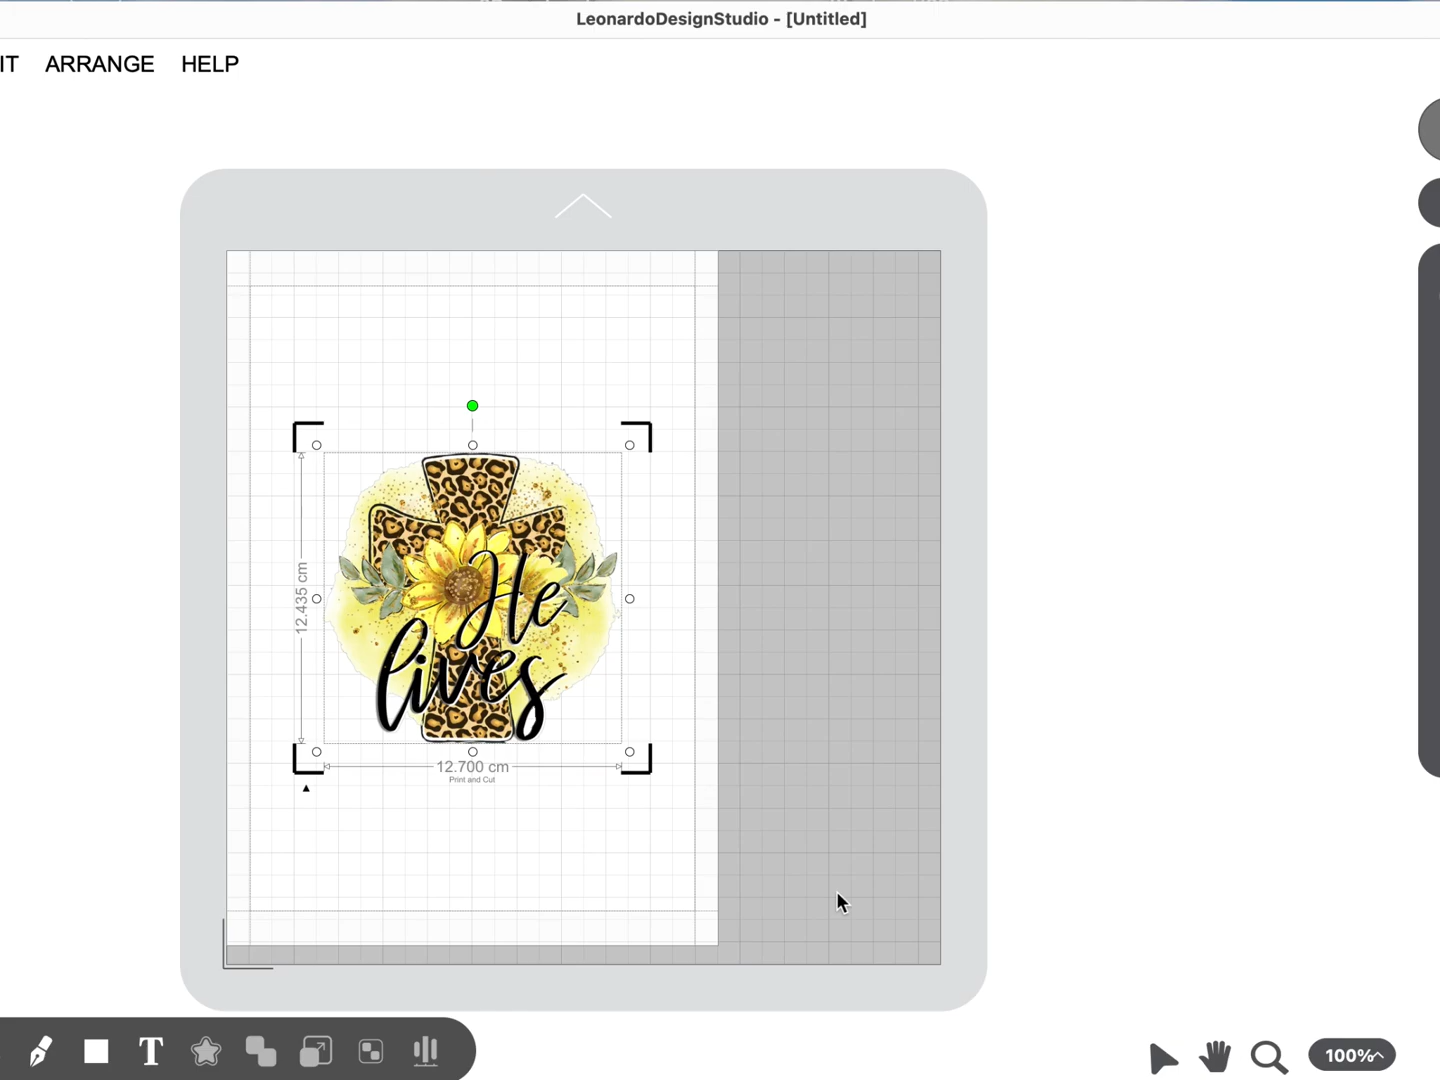 LeonardoDesignStudio - [Untitled]
IT ARRANGE HELP
12.435 cm
He
lives
12.700 cm
Print and Cut
T
100%